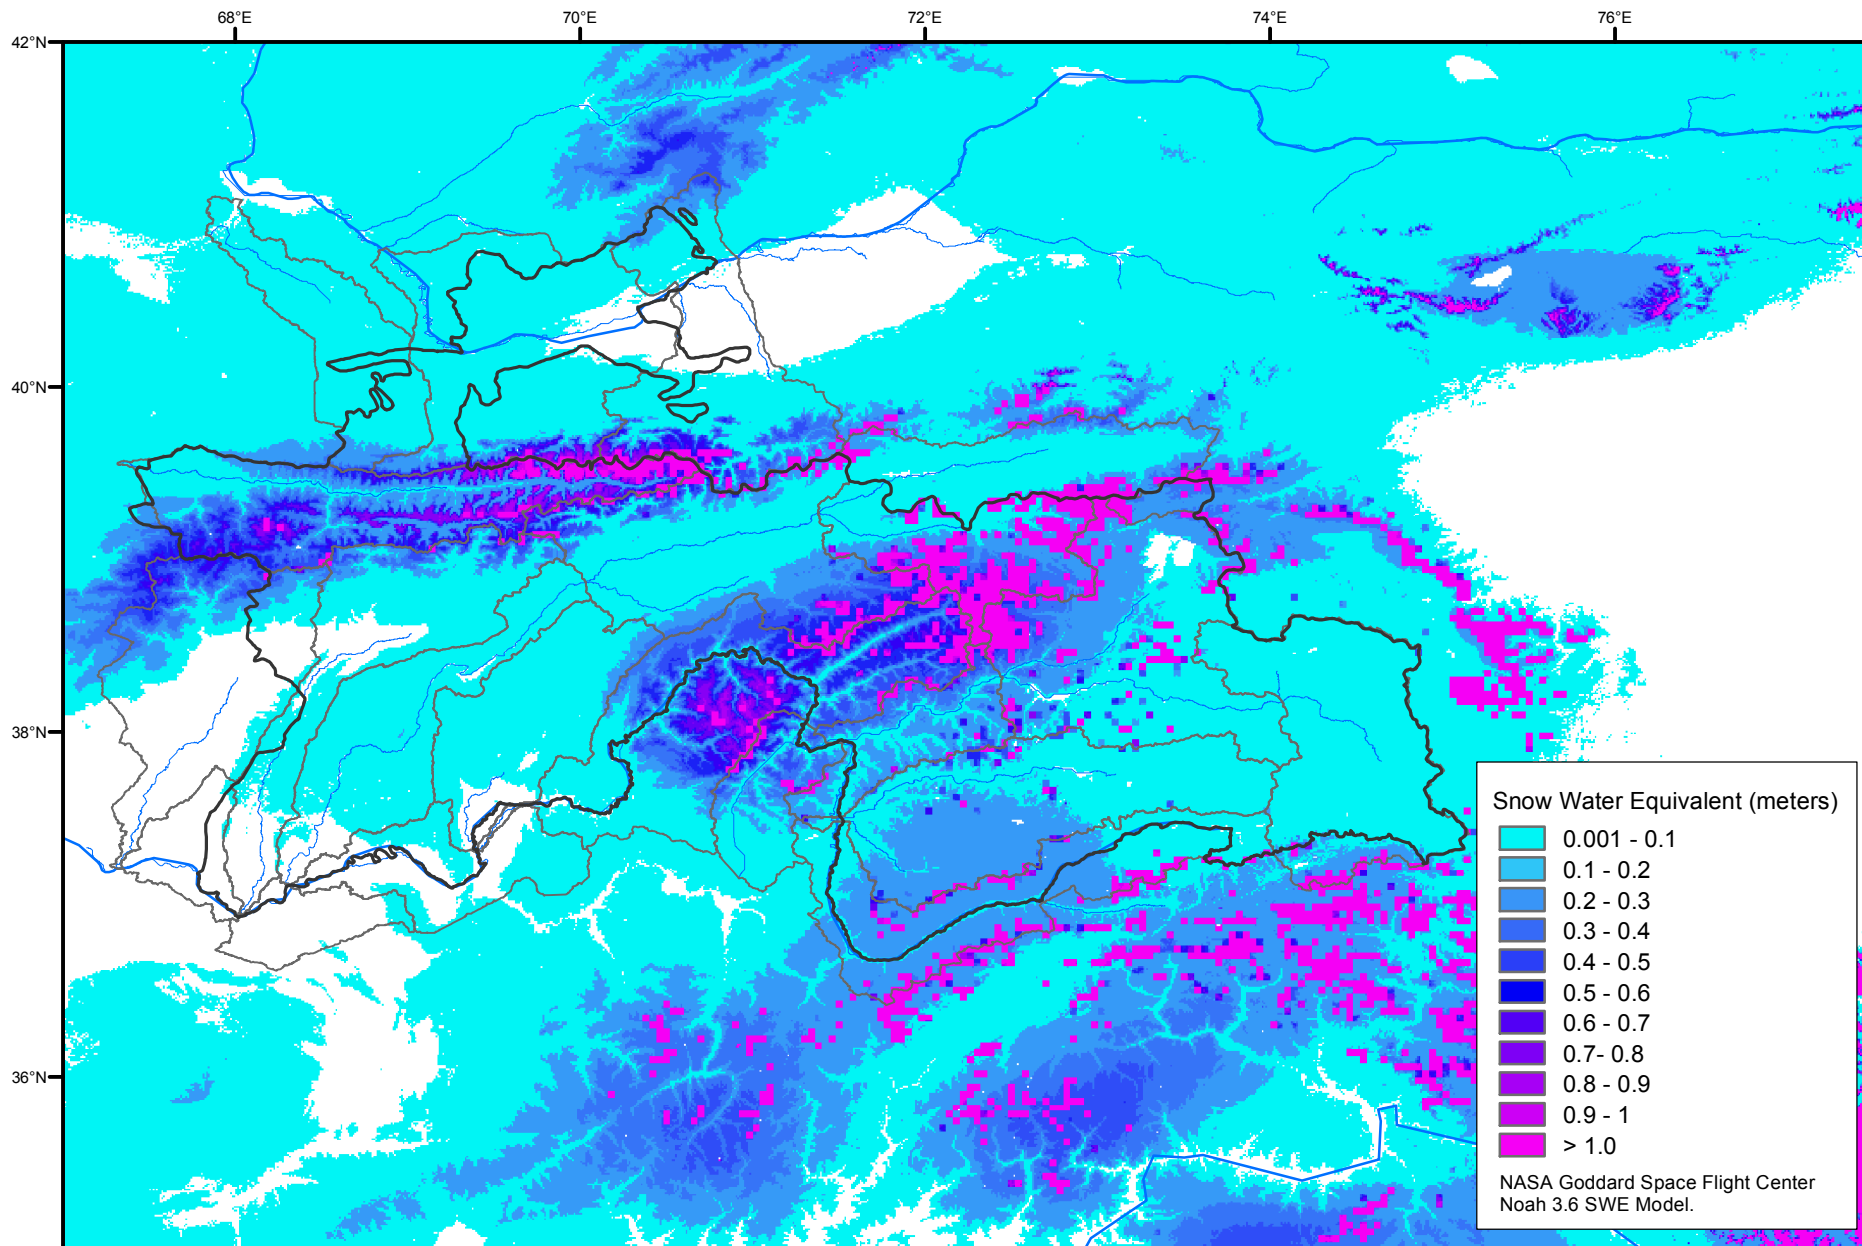 68°E 70°E 72°E 74°E 76°E
42°N
40°N
38°N
36°N
Snow Water Equivalent (meters)
0.001 - 0.1
0.1 - 0.2
0.2 - 0.3
0.3 - 0.4
0.4 - 0.5
0.5 - 0.6
0.6 - 0.7
0.7- 0.8
0.8 - 0.9
0.9 - 1
> 1.0
NASA Goddard Space Flight Center
Noah 3.6 SWE Model.